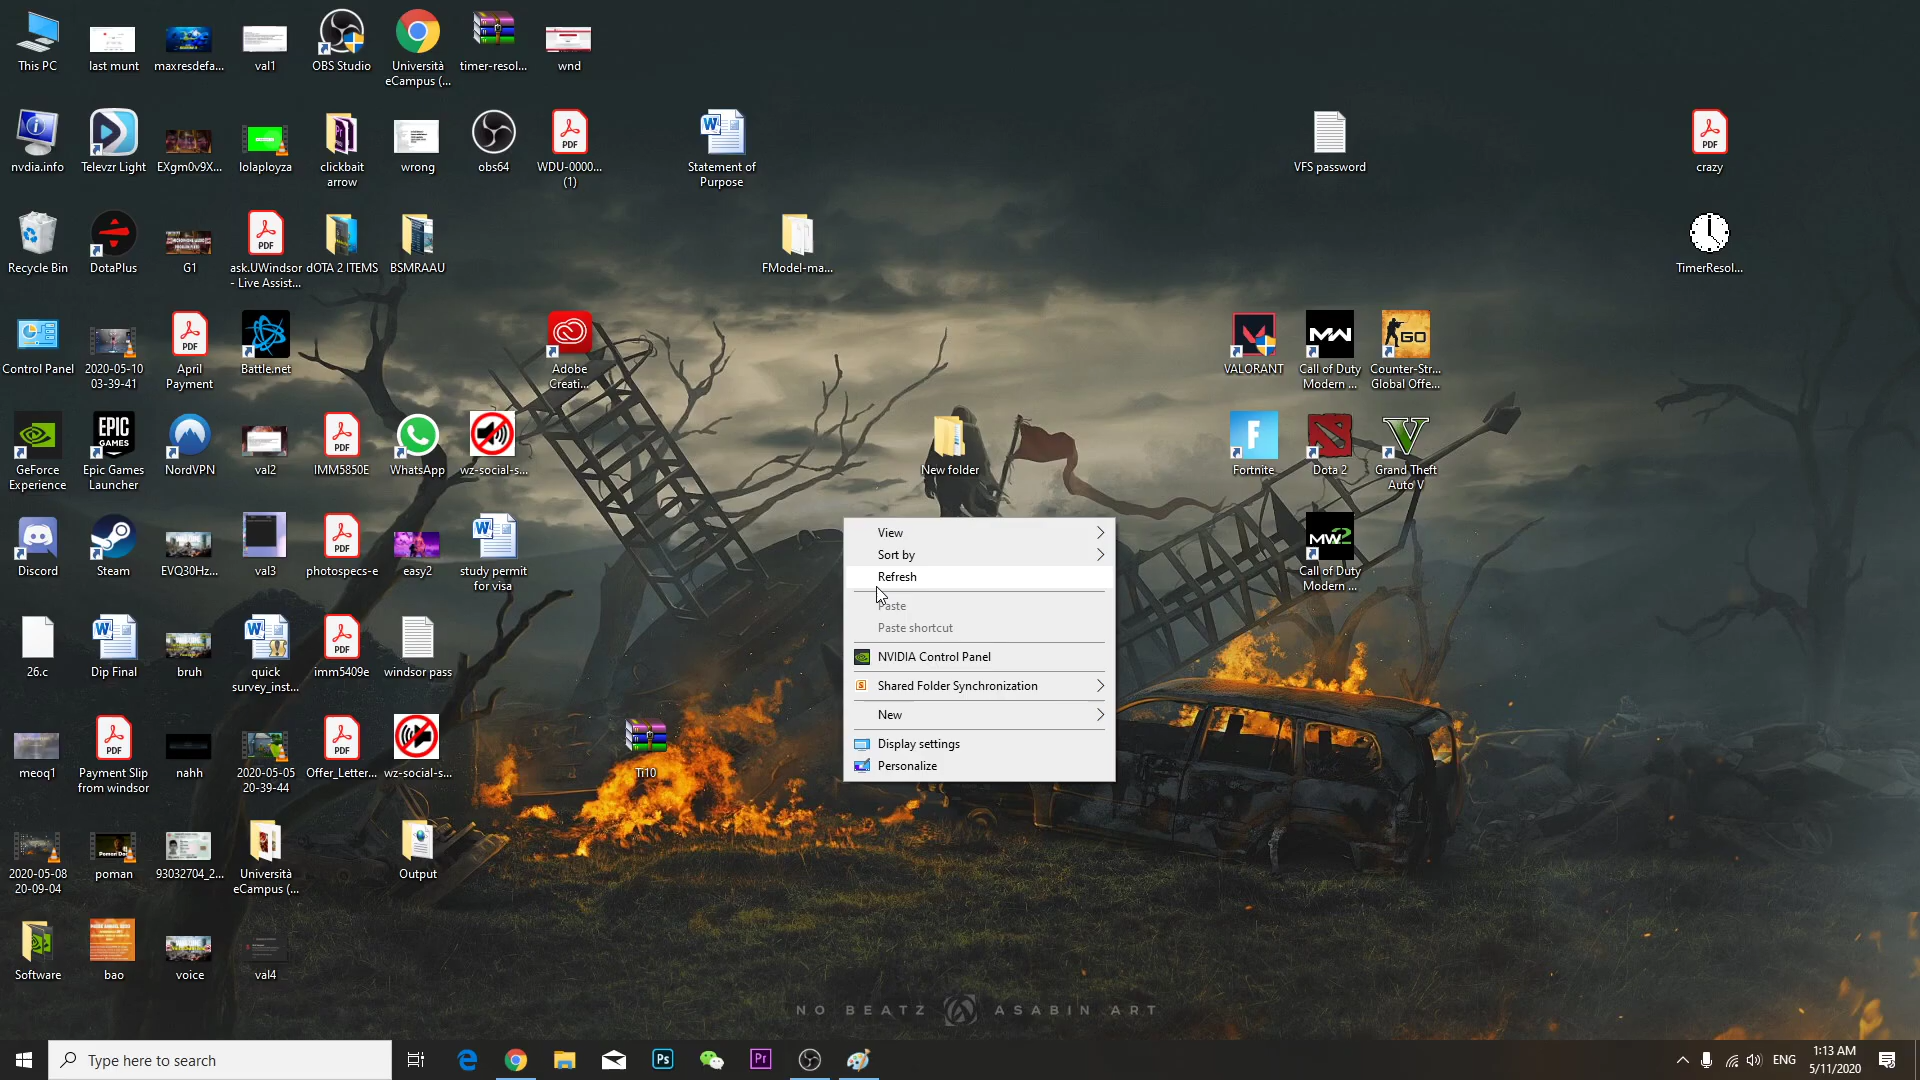 This PC
last munt
maxresdefa...
val1
OBS Studio
Università
eCampus (...
timer-resol...
wnd
nvdia.info
Televzr Light
EXgm0v9X...
lolaployza
clickbait
arrow
wrong
obs64
WDU-0000...
(1)
Statement of
Purpose
VFS password
crazy
Recycle Bin
DotaPlus
G1
ask.UWindsor
- Live Assist...
dOTA 2 ITEMS
BSMRAAU
FModel-ma...
TimerResol...
Control Panel
2020-05-10
03-39-41
April
Payment
Battle.net
Adobe
Creati...
VALORANT
Call of Duty
Modern ...
Counter-Str...
Global Offe...
GeForce
Experience
Epic Games
Launcher
NordVPN
val2
IMM5850E
WhatsApp
wz-social-s...
New folder
Fortnite
Dota 2
Grand Theft
Auto V
Discord
Steam
EVQ30Hz...
val3
photospecs-e
easy2
study permit
for visa
Call of Duty
Modern ...
View
Sort by
Refresh
Paste
Paste shortcut
NVIDIA Control Panel
Shared Folder Synchronization
New
Display settings
Personalize
26.c
Dip Final
bruh
quick
survey_inst...
imm5409e
windsor pass
meoq1
Payment Slip
from windsor
nahh
2020-05-05
20-39-44
Offer_Letter...
wz-social-s...
Ti10
2020-05-08
20-09-04
poman
93032704_2...
Università
eCampus (...
Output
Software
bao
voice
val4
NO BEATZ ASABIN ART
Type here to search
ENG
1:13 AM
5/11/2020